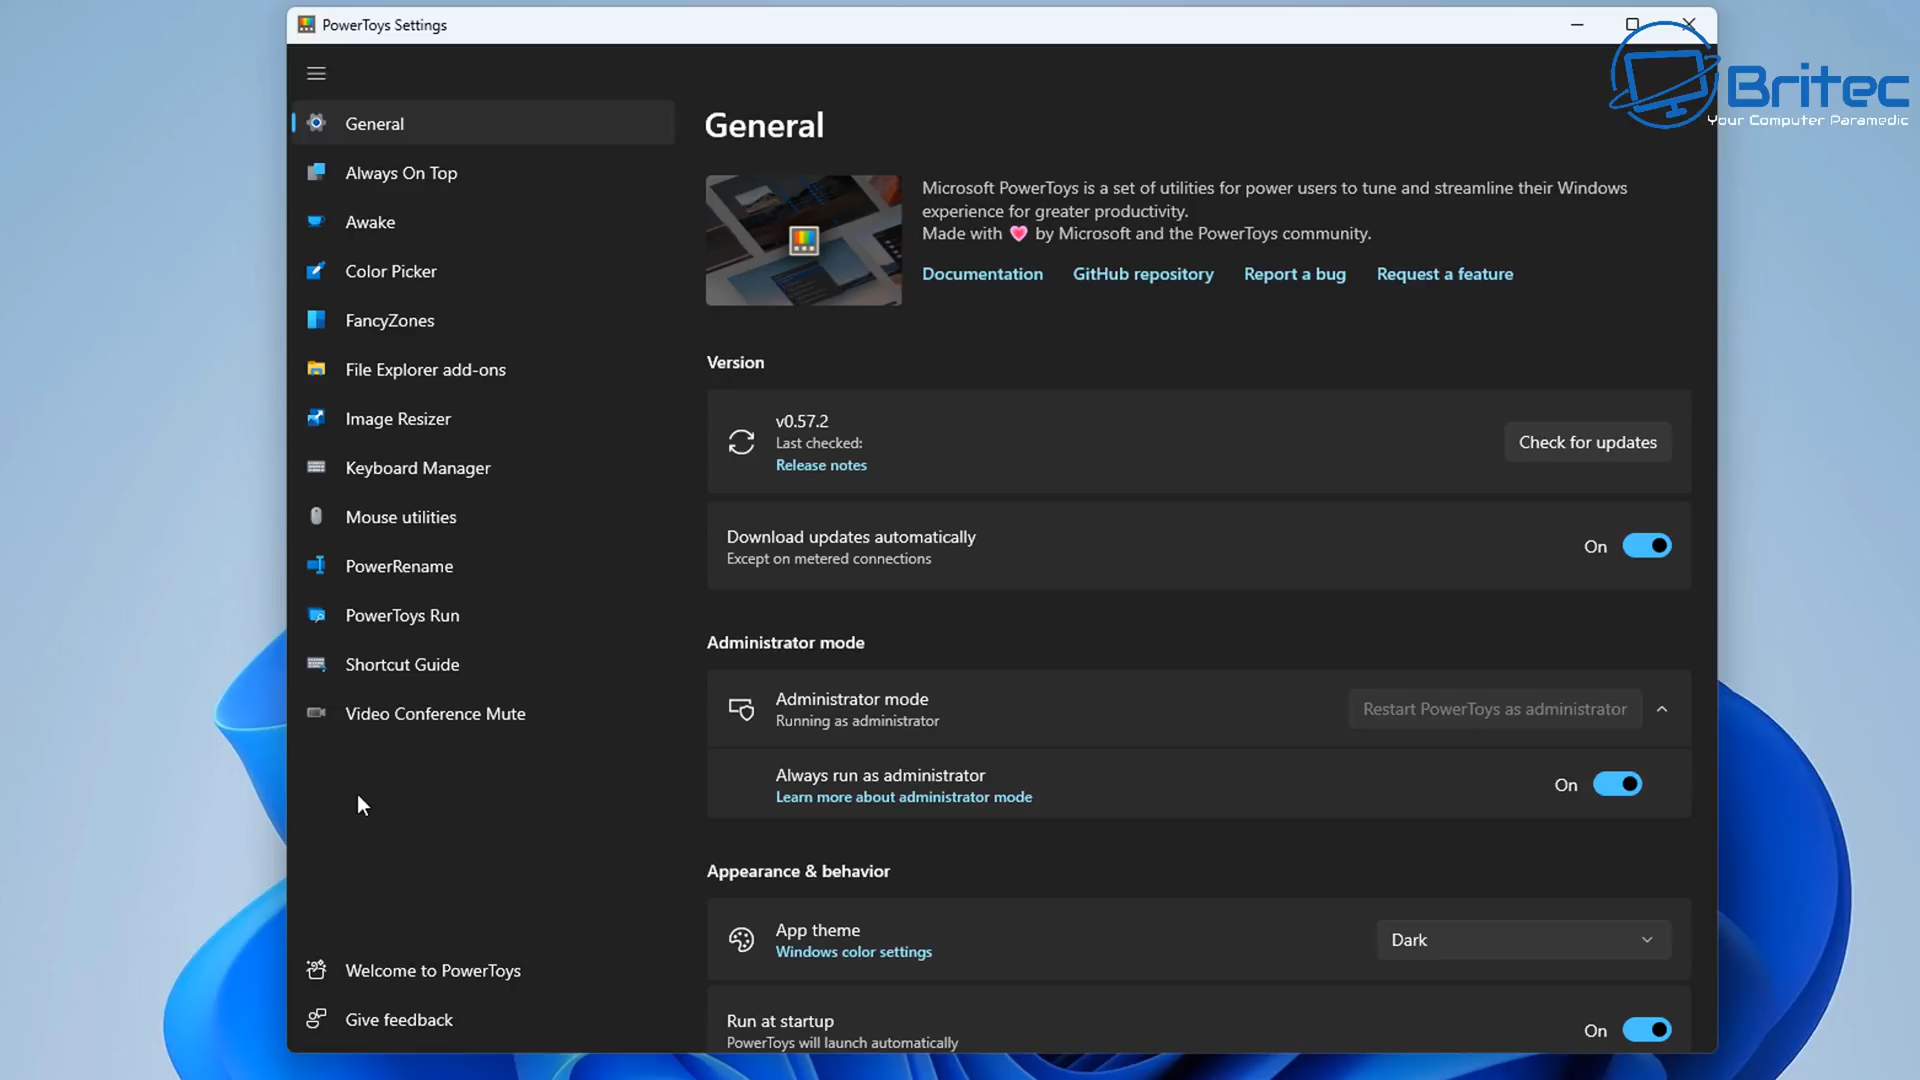 PowerToys Settings
Britec
Your Computer Paramedic
General
Always On Top
Awake
Color Picker
FancyZones
File Explorer add-ons
Image Resizer
Keyboard Manager
Mouse utilities
PowerRename
PowerToys Run
Shortcut Guide
Video Conference Mute
Welcome to PowerToys
Give feedback
General
Microsoft PowerToys is a set of utilities for power users to tune and streamline their Windows
experience for greater productivity.
Made with 💗 by Microsoft and the PowerToys community.
Documentation GitHub repository Report a bug Request a feature
Version
v0.57.2
Last checked:
Release notes
Check for updates
Download updates automatically
Except on metered connections
On
Administrator mode
Administrator mode
Running as administrator
Restart PowerToys as administrator
Always run as administrator
Learn more about administrator mode
On
Appearance & behavior
App theme
Windows color settings
Dark
Run at startup
PowerToys will launch automatically
On